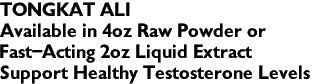 TONGKAT ALI
Available in 4oz Raw Powder or
Fast–Acting 2oz Liquid Extract
Support Healthy Testosterone Levels